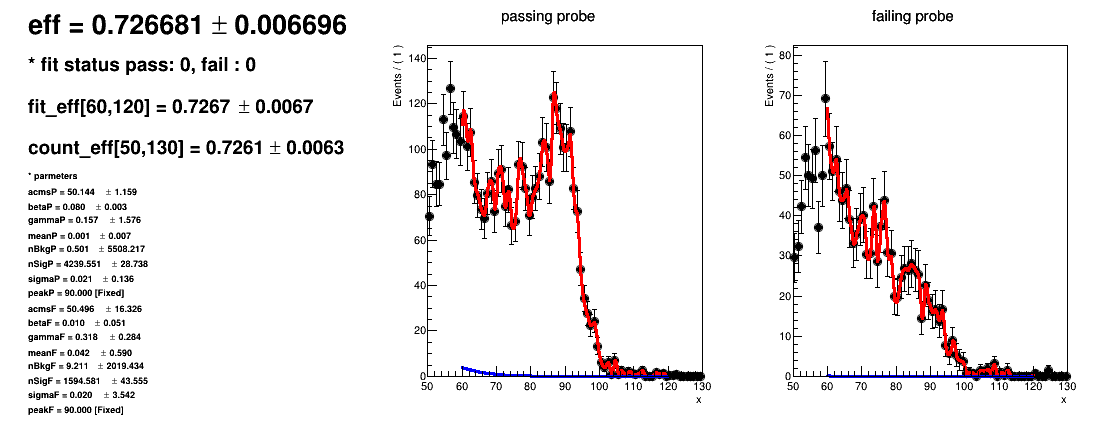 eff = 0.726681 ± 0.006696
* fit status pass: 0, fail : 0
fit_eff[60,120] = 0.7267 ± 0.0067
count_eff[50,130] = 0.7261 ± 0.0063
* parmeters
acmsP = 50.144 ± 1.159
betaP = 0.080 ± 0.003
gammaP = 0.157 ± 1.576
meanP = 0.001 ± 0.007
nBkgP = 0.501 ± 5508.217
nSigP = 4239.551 ± 28.738
sigmaP = 0.021 ± 0.136
peakP = 90.000 [Fixed]
acmsF = 50.496 ± 16.326
betaF = 0.010 ± 0.051
gammaF = 0.318 ± 0.284
meanF = 0.042 ± 0.590
nBkgF = 9.211 ± 2019.434
nSigF = 1594.581 ± 43.555
sigmaF = 0.020 ± 3.542
peakF = 90.000 [Fixed]
passing probe
Events / ( 1 )
140
120
100
80
60
40
20
0
50 60 70 80 90 100 110 120 130
x
failing probe
Events / ( 1 )
80
70
60
50
40
30
20
10
0
50 60 70 80 90 100 110 120 130
x